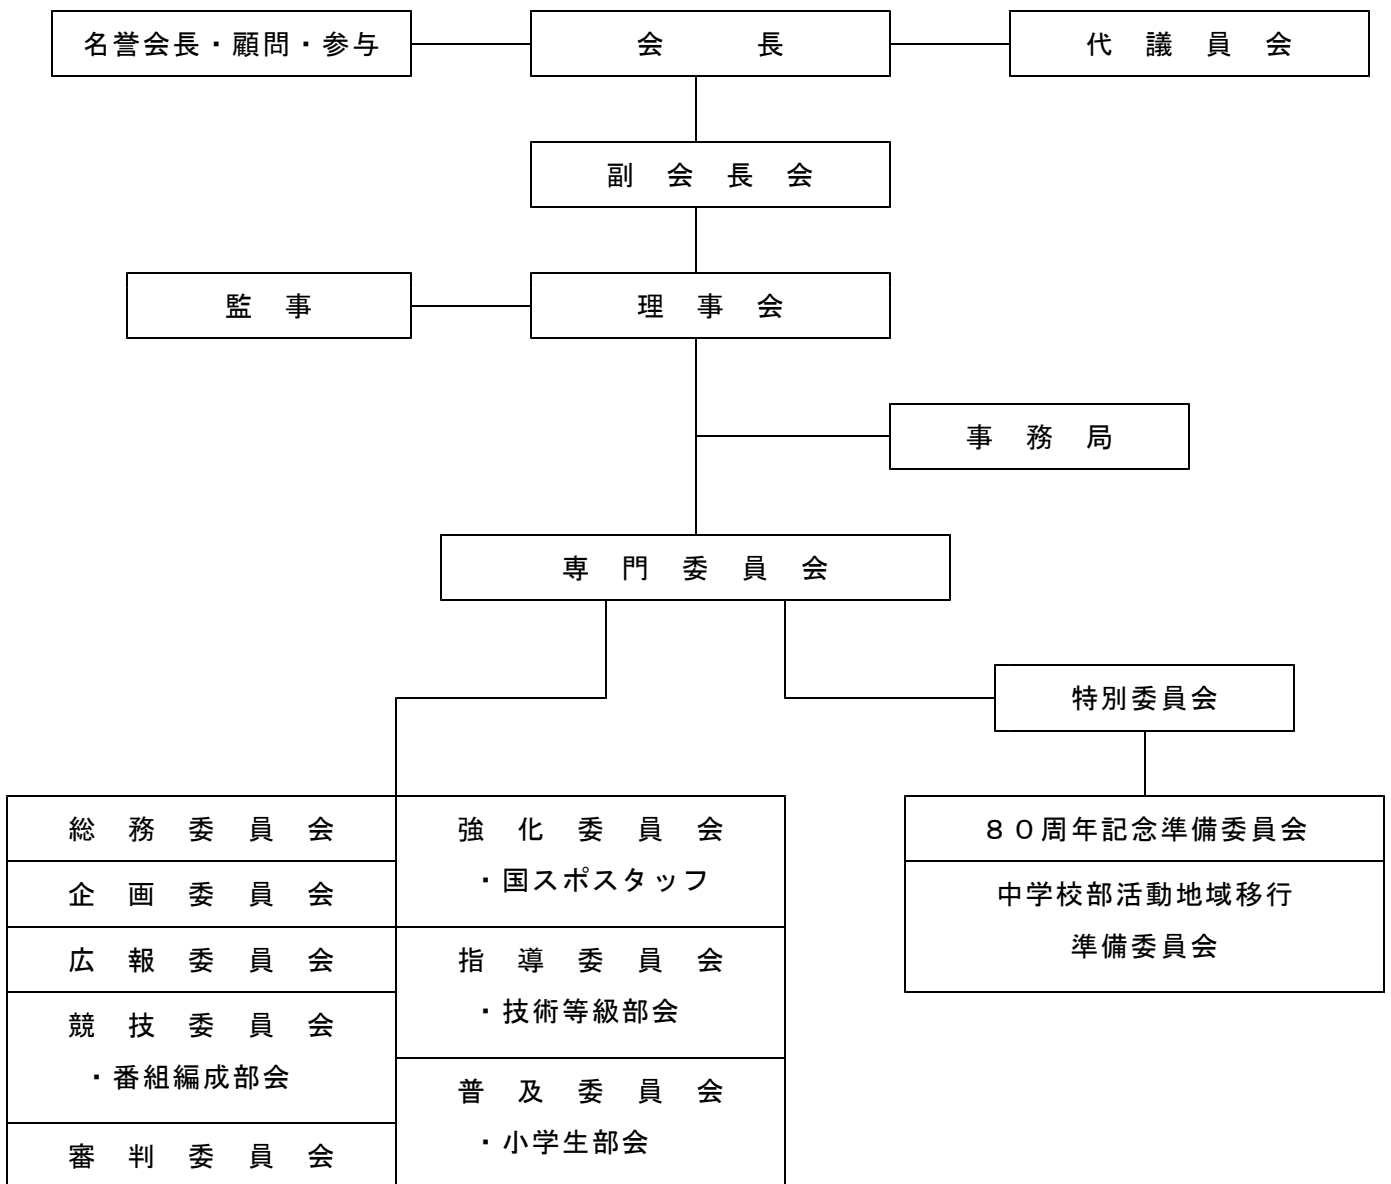 名誉会長・顧問・参与
会　長
代議員会
副会長会
監事
理事会
事務局
専門委員会
特別委員会
総務委員会
企画委員会
広報委員会
競技委員会
・番組編成部会
審判委員会
強化委員会
・国スポスタッフ
指導委員会
・技術等級部会
普及委員会
・小学生部会
８０周年記念準備委員会
中学校部活動地域移行
準備委員会